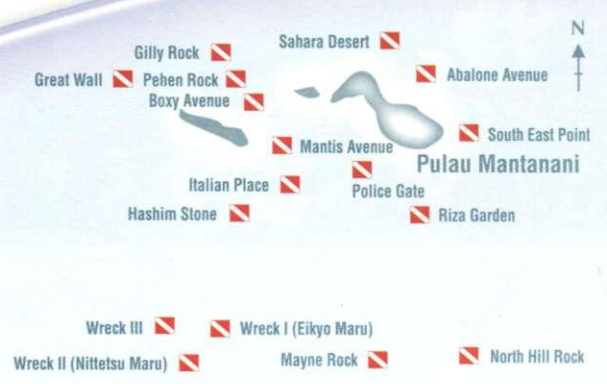 N
Sahara Desert
Gilly Rock
Great Wall
Pehen Rock
Abalone Avenue
Boxy Avenue
South East Point
Mantis Avenue
Pulau Mantanani
Italian Place
Police Gate
Hashim Stone
Riza Garden
Wreck III
Wreck I (Eikyo Maru)
Wreck II (Nittetsu Maru)
Mayne Rock
North Hill Rock